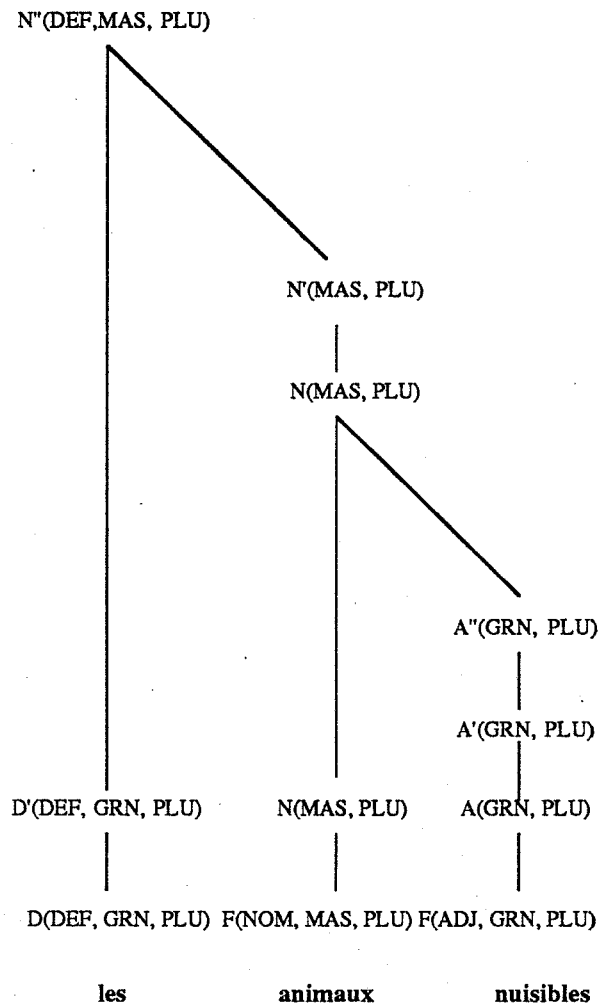 N"(DEF,MAS, PLU)
N'(MAS, PLU)
N(MAS, PLU)
A"(GRN, PLU)
A'(GRN, PLU)
D'(DEF, GRN, PLU) N(MAS, PLU) A(GRN, PLU)
D(DEF, GRN, PLU) F(NOM, MAS, PLU) F(ADJ, GRN, PLU)
les animaux nuisibles